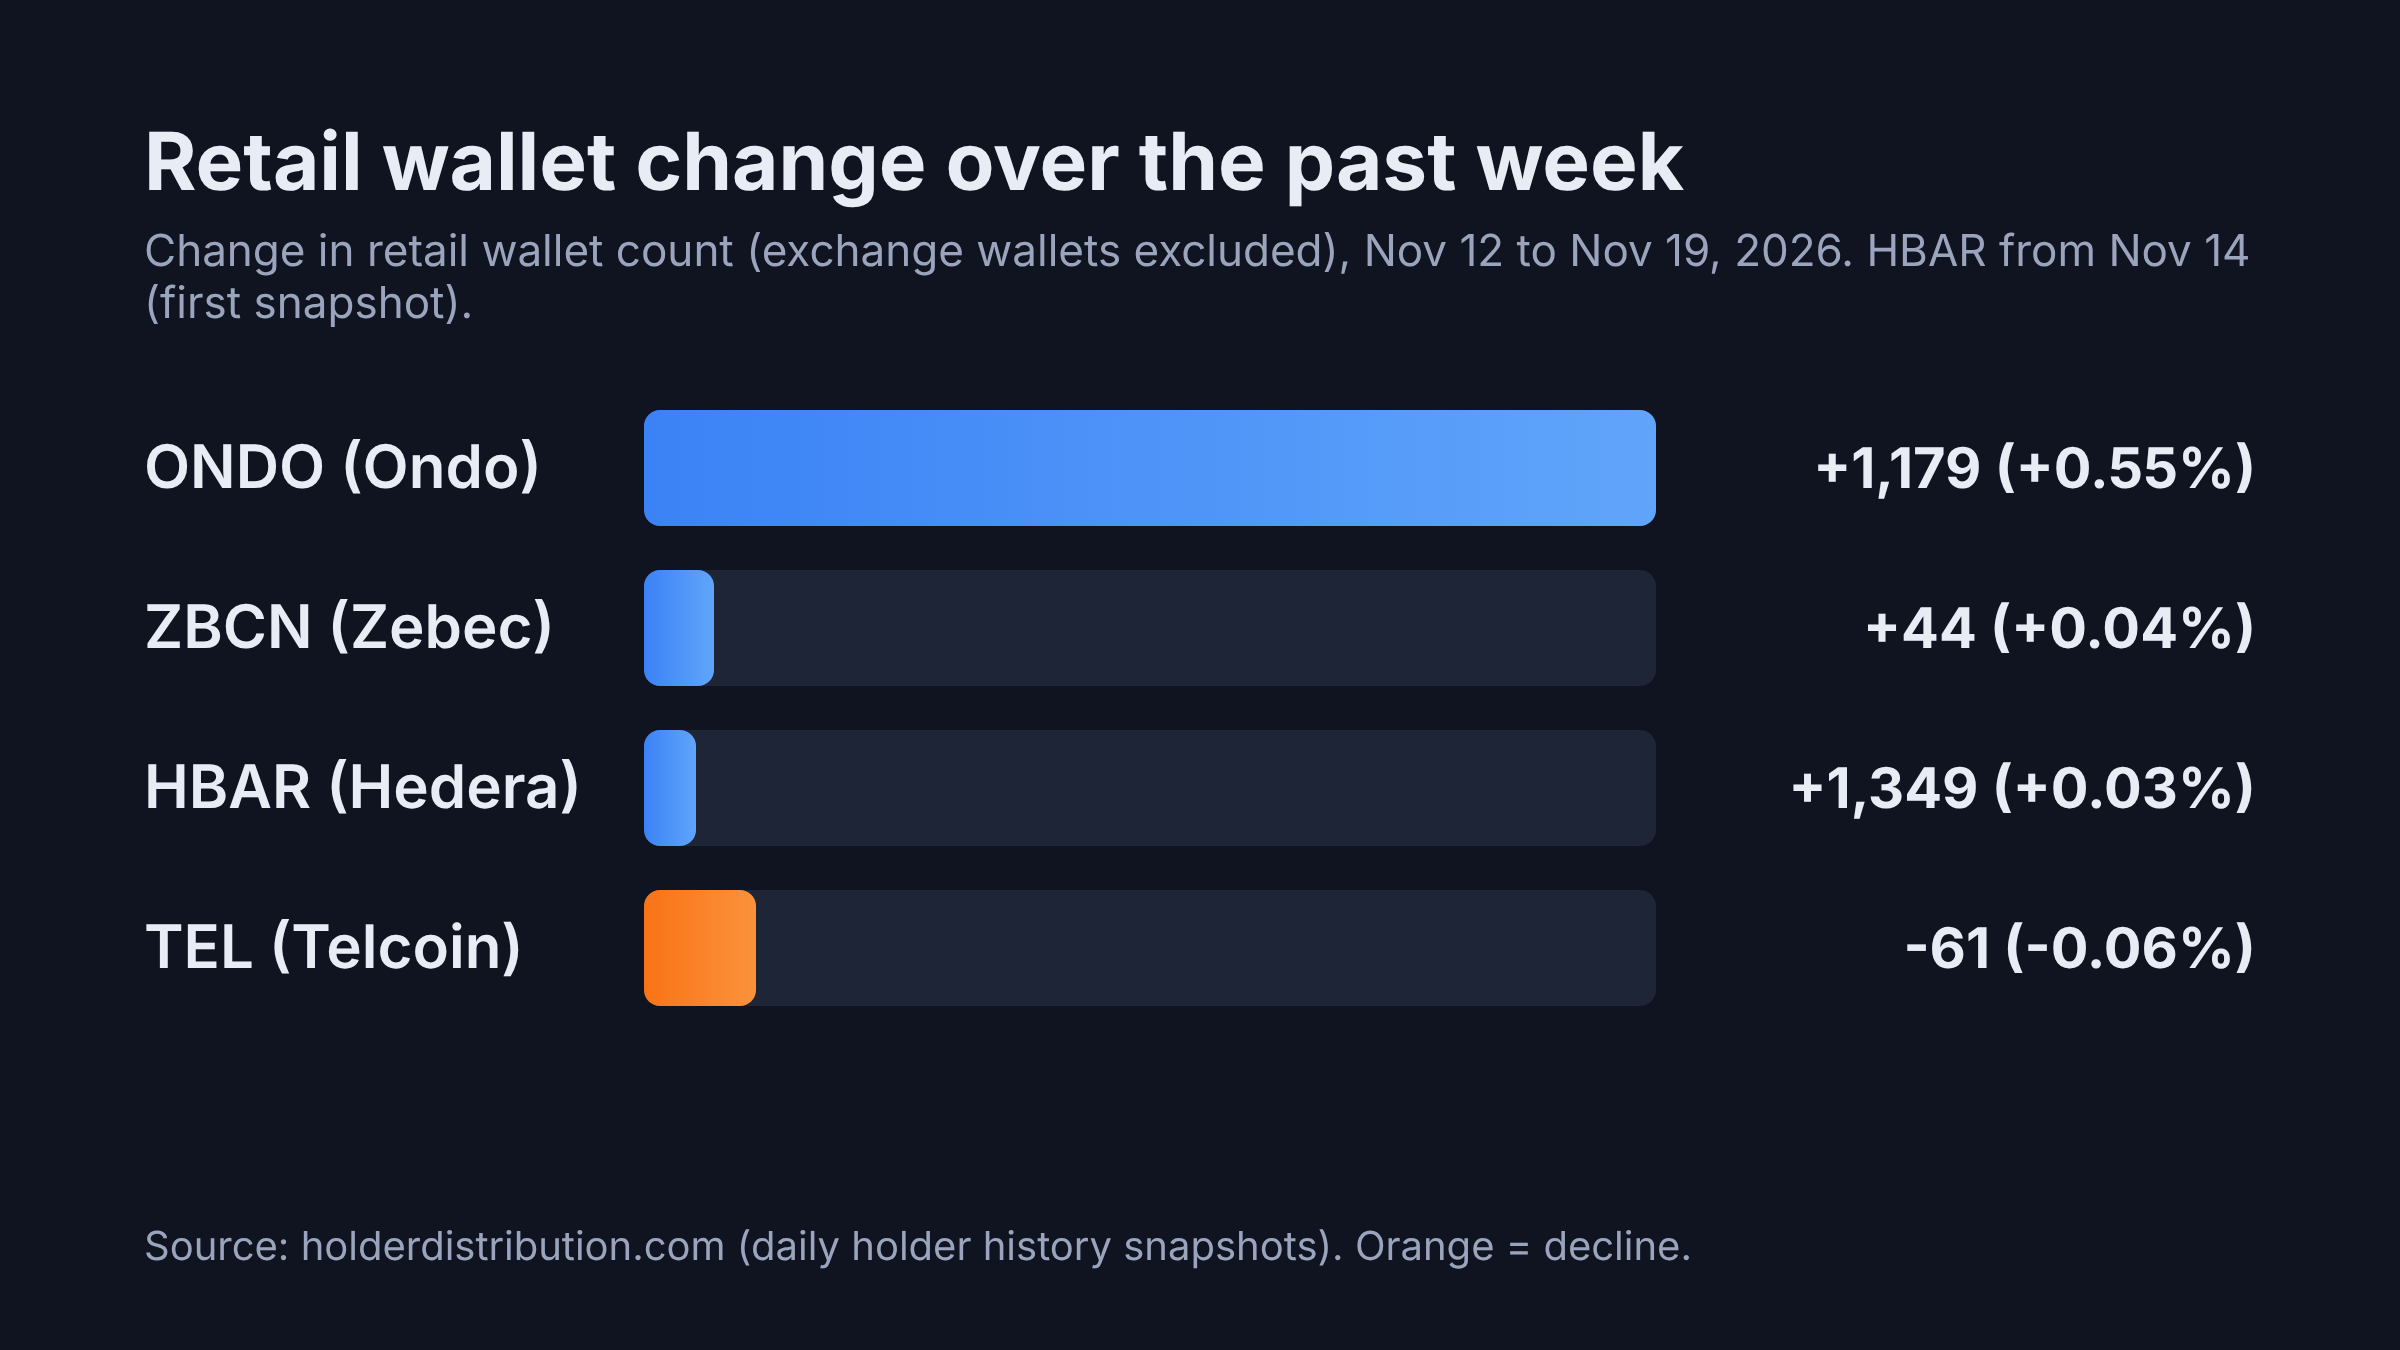 Retail wallet change over the past week
Change in retail wallet count (exchange wallets excluded), Nov 12 to Nov 19, 2026. HBAR from Nov 14
(first snapshot).
ONDO (Ondo) +1,179 (+0.55%)
ZBCN (Zebec) +44 (+0.04%)
HBAR (Hedera) +1,349 (+0.03%)
TEL (Telcoin) -61 (-0.06%)
Source: holderdistribution.com (daily holder history snapshots). Orange = decline.